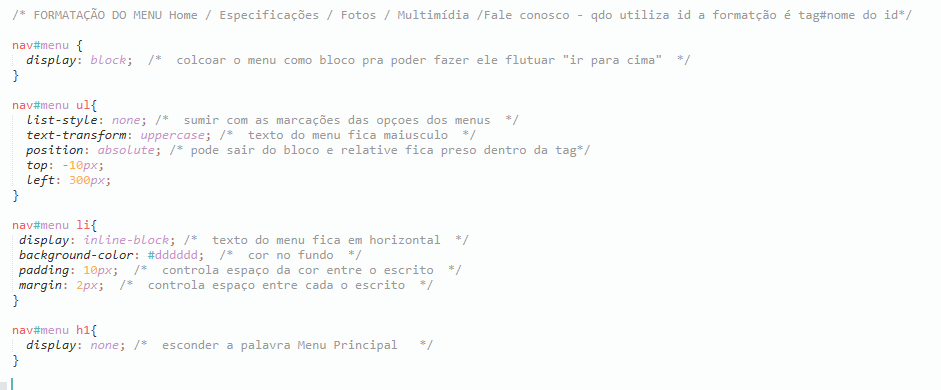 /* FORMATAÇÃO DO MENU Home / Especificações / Fotos / Multimídia /Fale conosco - qdo utiliza id a formatção é tag#nome do id*/
nav#menu {
display: block;  /*  colcoar o menu como bloco pra poder fazer ele flutuar "ir para cima"  */
}
nav#menu ul{
list-style: none; /*  sumir com as marcações das opçoes dos menus  */
text-transform: uppercase; /*  texto do menu fica maiusculo  */
position: absolute; /* pode sair do bloco e relative fica preso dentro da tag*/
top: -10px;
left: 300px;
}
nav#menu li{
display: inline-block; /*  texto do menu fica em horizontal  */
background-color: #dddddd;  /*  cor no fundo  */
padding: 10px;  /*  controla espaço da cor entre o escrito  */
margin: 2px;  /*  controla espaço entre cada o escrito  */
}
nav#menu h1{
display: none; /*  esconder a palavra Menu Principal   */
}